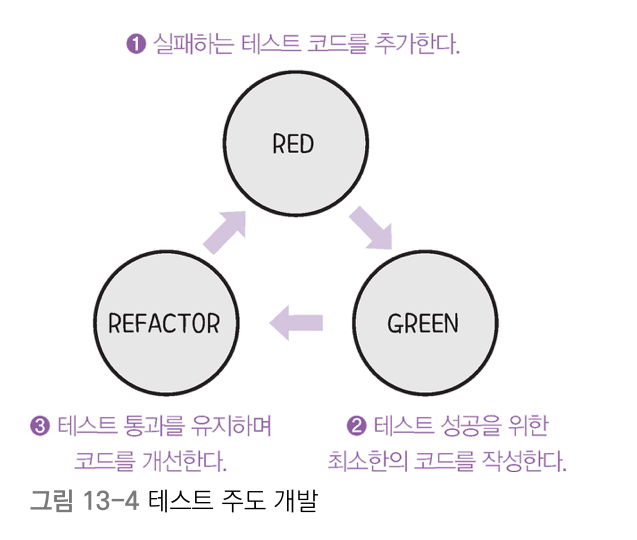 ❶ 실패하는 테스트 코드를 추가한다.
RED
REFACTOR
GREEN
❸ 테스트 통과를 유지하며
코드를 개선한다.
❷ 테스트 성공을 위한
최소한의 코드를 작성한다.
그림 13-4 테스트 주도 개발